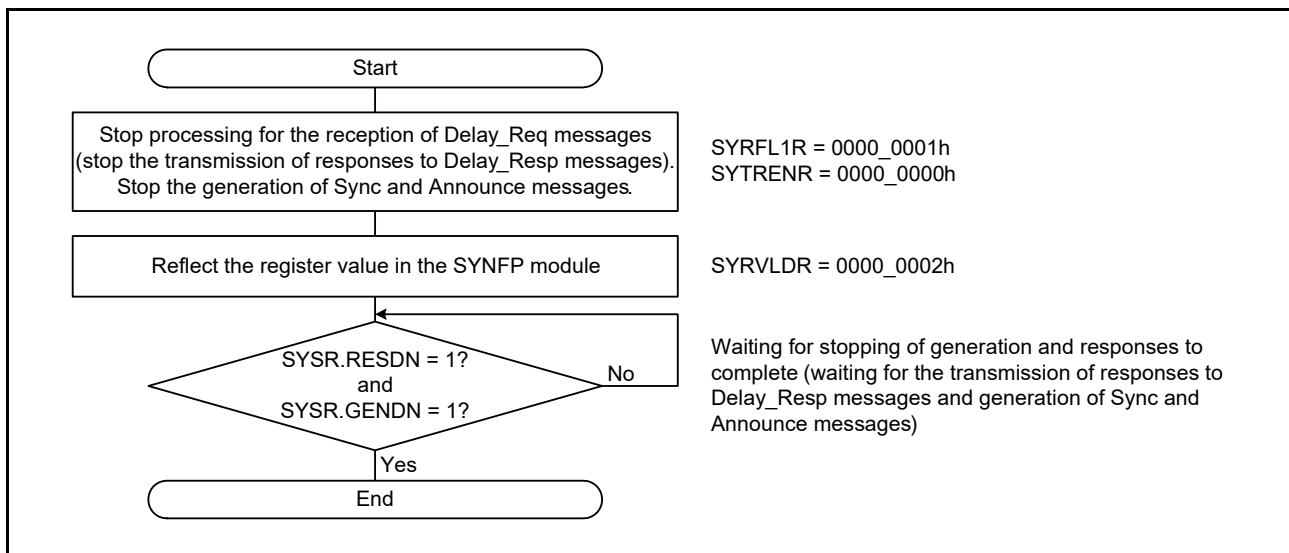 Start
Stop processing for the reception of Delay_Req messages
(stop the transmission of responses to Delay_Resp messages).
Stop the generation of Sync and Announce messages.
SYRFL1R = 0000_0001h
SYTRENR = 0000_0000h
Reflect the register value in the SYNFP module
SYRVLDR = 0000_0002h
SYSR.RESDN = 1?
and
SYSR.GENDN = 1?
No
Waiting for stopping of generation and responses to
complete (waiting for the transmission of responses to
Delay_Resp messages and generation of Sync and
Announce messages)
Yes
End